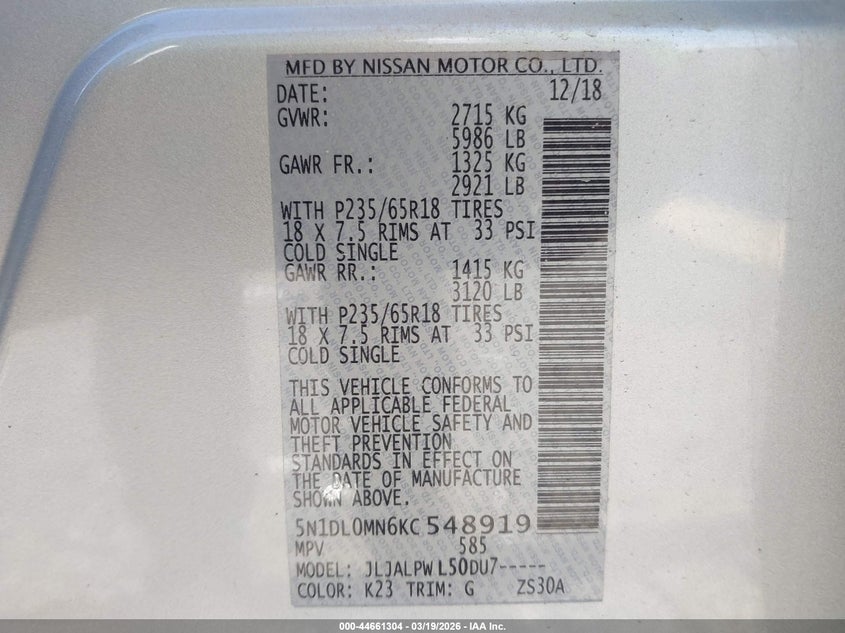 MFD BY NISSAN MOTOR CO., LTD.
DATE: 12/18
GVWR: 2715 KG
5986 LB
GAWR FR.: 1325 KG
2921 LB
WITH P235/65R18 TIRES
18 X 7.5 RIMS AT 33 PSI
COLD SINGLE
GAWR RR.: 1415 KG
3120 LB
WITH P235/65R18 TIRES
18 X 7.5 RIMS AT 33 PSI
COLD SINGLE
THIS VEHICLE CONFORMS TO
ALL APPLICABLE FEDERAL
MOTOR VEHICLE SAFETY AND
THEFT PREVENTION
STANDARDS IN EFFECT ON
THE DATE OF MANUFACTURE
SHOWN ABOVE.
5N1DL0MN6KC548919
MPV 585
MODEL: JLJALPWL50DU7-----
COLOR: K23 TRIM: G ZS30A
000-44661304 — 03/19/2026 — IAA Inc.